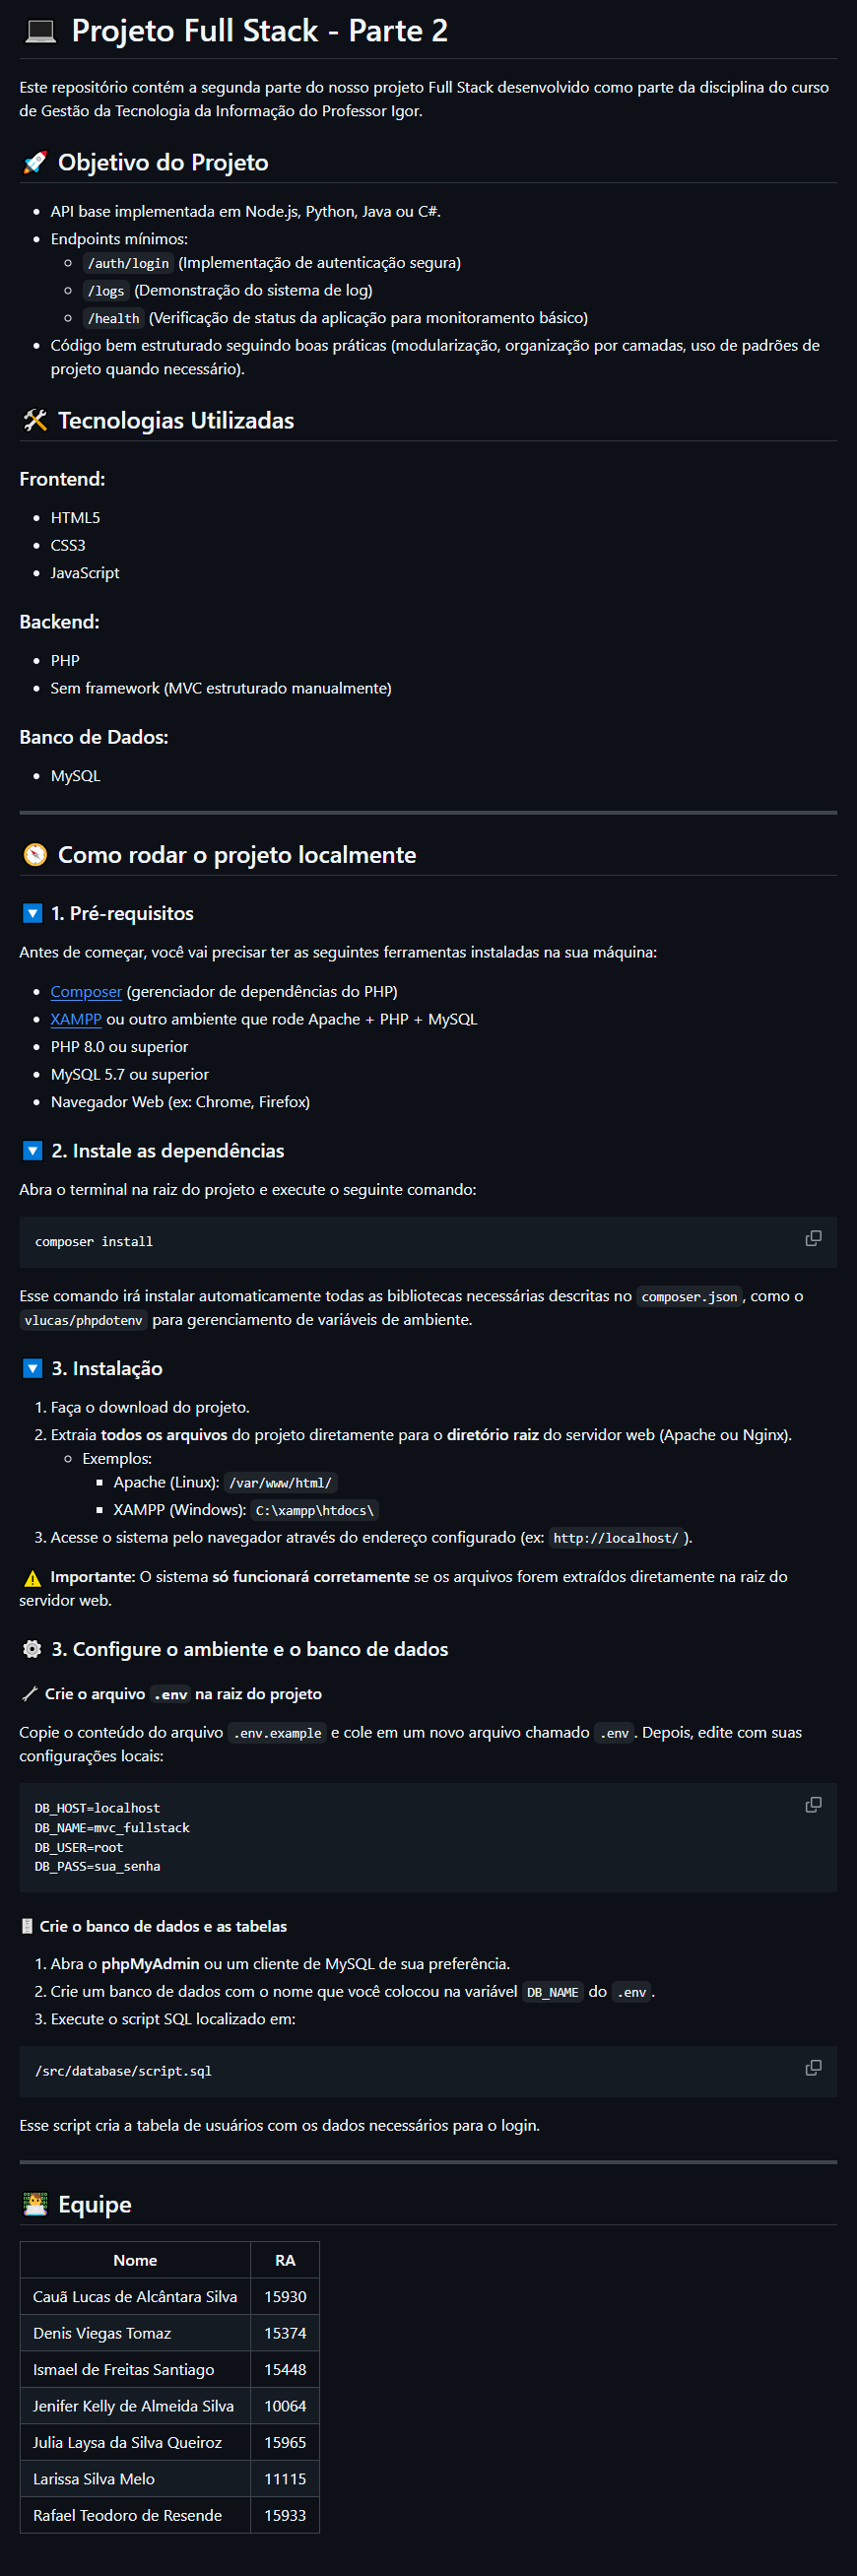 Projeto Full Stack - Parte 2
Este repositório contém a segunda parte do nosso projeto Full Stack desenvolvido como parte da disciplina do curso
de Gestão da Tecnologia da Informação do Professor Igor.
Objetivo do Projeto
API base implementada em Node.js, Python, Java ou C#.
Endpoints mínimos:
/auth/login (Implementação de autenticação segura)
/logs (Demonstração do sistema de log)
/health (Verificação de status da aplicação para monitoramento básico)
Código bem estruturado seguindo boas práticas (modularização, organização por camadas, uso de padrões de
projeto quando necessário).
Tecnologias Utilizadas
Frontend:
HTML5
CSS3
JavaScript
Backend:
PHP
Sem framework (MVC estruturado manualmente)
Banco de Dados:
MySQL
Como rodar o projeto localmente
1. Pré-requisitos
Antes de começar, você vai precisar ter as seguintes ferramentas instaladas na sua máquina:
Composer (gerenciador de dependências do PHP)
XAMPP ou outro ambiente que rode Apache + PHP + MySQL
PHP 8.0 ou superior
MySQL 5.7 ou superior
Navegador Web (ex: Chrome, Firefox)
2. Instale as dependências
Abra o terminal na raiz do projeto e execute o seguinte comando:
composer install
Esse comando irá instalar automaticamente todas as bibliotecas necessárias descritas no composer.json, como o
vlucas/phpdotenv para gerenciamento de variáveis de ambiente.
3. Instalação
1. Faça o download do projeto.
2. Extraia todos os arquivos do projeto diretamente para o diretório raiz do servidor web (Apache ou Nginx).
Exemplos:
Apache (Linux): /var/www/html/
XAMPP (Windows): C:\xampp\htdocs\
3. Acesse o sistema pelo navegador através do endereço configurado (ex: http://localhost/).
Importante: O sistema só funcionará corretamente se os arquivos forem extraídos diretamente na raiz do
servidor web.
3. Configure o ambiente e o banco de dados
Crie o arquivo .env na raiz do projeto
Copie o conteúdo do arquivo .env.example e cole em um novo arquivo chamado .env. Depois, edite com suas
configurações locais:
DB_HOST=localhost
DB_NAME=mvc_fullstack
DB_USER=root
DB_PASS=sua_senha
Crie o banco de dados e as tabelas
1. Abra o phpMyAdmin ou um cliente de MySQL de sua preferência.
2. Crie um banco de dados com o nome que você colocou na variável DB_NAME do .env.
3. Execute o script SQL localizado em:
/src/database/script.sql
Esse script cria a tabela de usuários com os dados necessários para o login.
Equipe
Nome RA
Cauã Lucas de Alcântara Silva 15930
Denis Viegas Tomaz 15374
Ismael de Freitas Santiago 15448
Jenifer Kelly de Almeida Silva 10064
Julia Laysa da Silva Queiroz 15965
Larissa Silva Melo 11115
Rafael Teodoro de Resende 15933